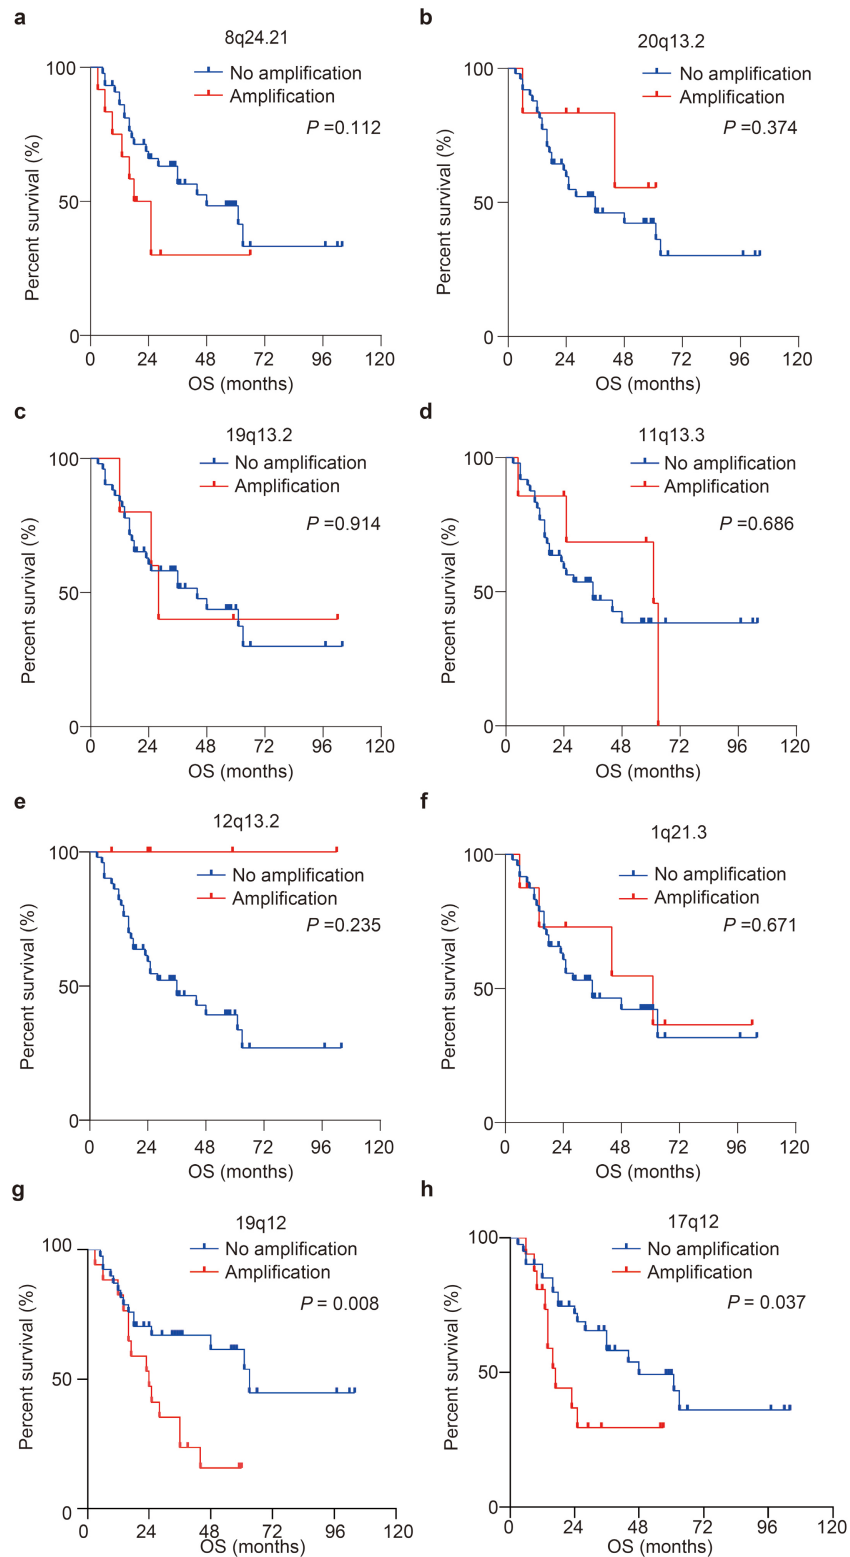 a
8q24.21
No amplification
Amplification
P =0.112
Percent survival (%)
100
50
0
0 24 48 72 96 120
OS (months)
b
20q13.2
No amplification
Amplification
P =0.374
Percent survival (%)
100
50
0
0 24 48 72 96 120
OS (months)
c
19q13.2
No amplification
Amplification
P =0.914
Percent survival (%)
100
50
0
0 24 48 72 96 120
OS (months)
d
11q13.3
No amplification
Amplification
P =0.686
Percent survival (%)
100
50
0
0 24 48 72 96 120
OS (months)
e
12q13.2
No amplification
Amplification
P =0.235
Percent survival (%)
100
50
0
0 24 48 72 96 120
OS (months)
f
1q21.3
No amplification
Amplification
P =0.671
Percent survival (%)
100
50
0
0 24 48 72 96 120
OS (months)
g
19q12
No amplification
Amplification
P = 0.008
Percent survival (%)
100
50
0
0 24 48 72 96 120
OS (months)
h
17q12
No amplification
Amplification
P = 0.037
Percent survival (%)
100
50
0
0 24 48 72 96 120
OS (months)